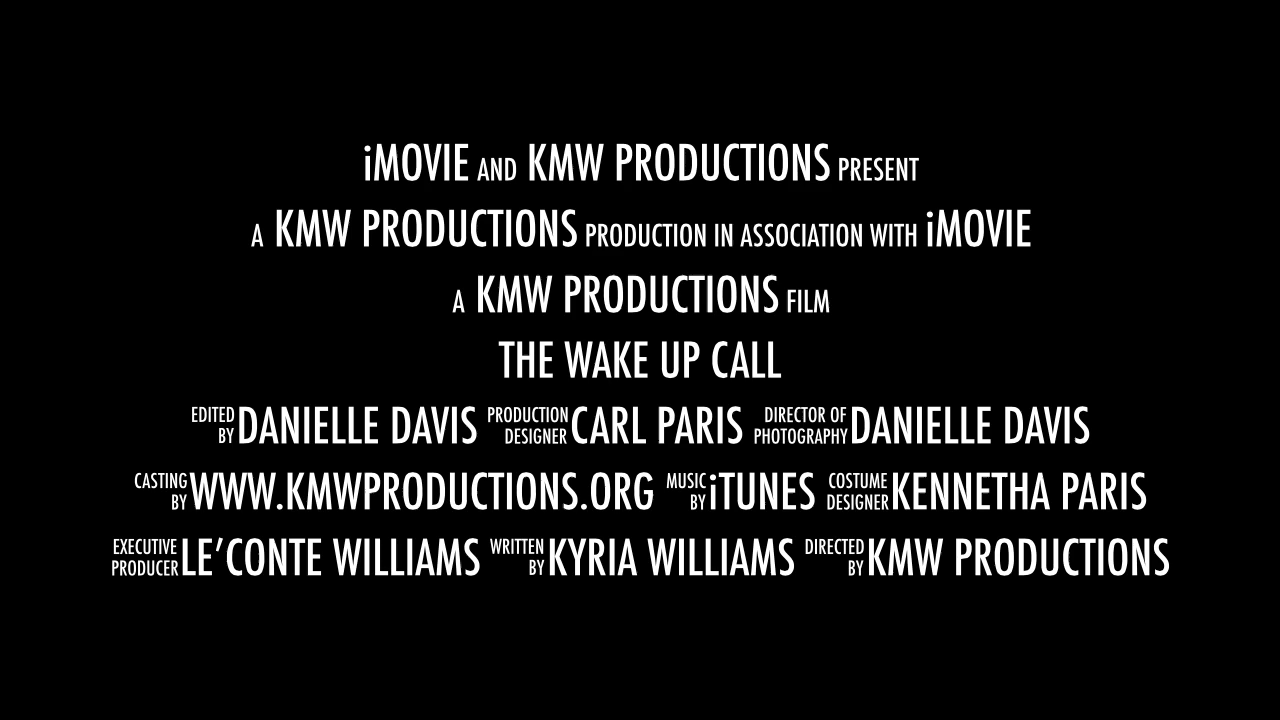 iMOVIE AND KMW PRODUCTIONS PRESENT
A KMW PRODUCTIONS PRODUCTION IN ASSOCIATION WITH iMOVIE
A KMW PRODUCTIONS FILM
THE WAKE UP CALL
EDITED BY DANIELLE DAVIS PRODUCTION DESIGNER CARL PARIS DIRECTOR OF PHOTOGRAPHY DANIELLE DAVIS
CASTING BY WWW.KMWPRODUCTIONS.ORG MUSIC BY iTUNES COSTUME DESIGNER KENNETHA PARIS
EXECUTIVE PRODUCER LE’CONTE WILLIAMS WRITTEN BY KYRIA WILLIAMS DIRECTED BY KMW PRODUCTIONS